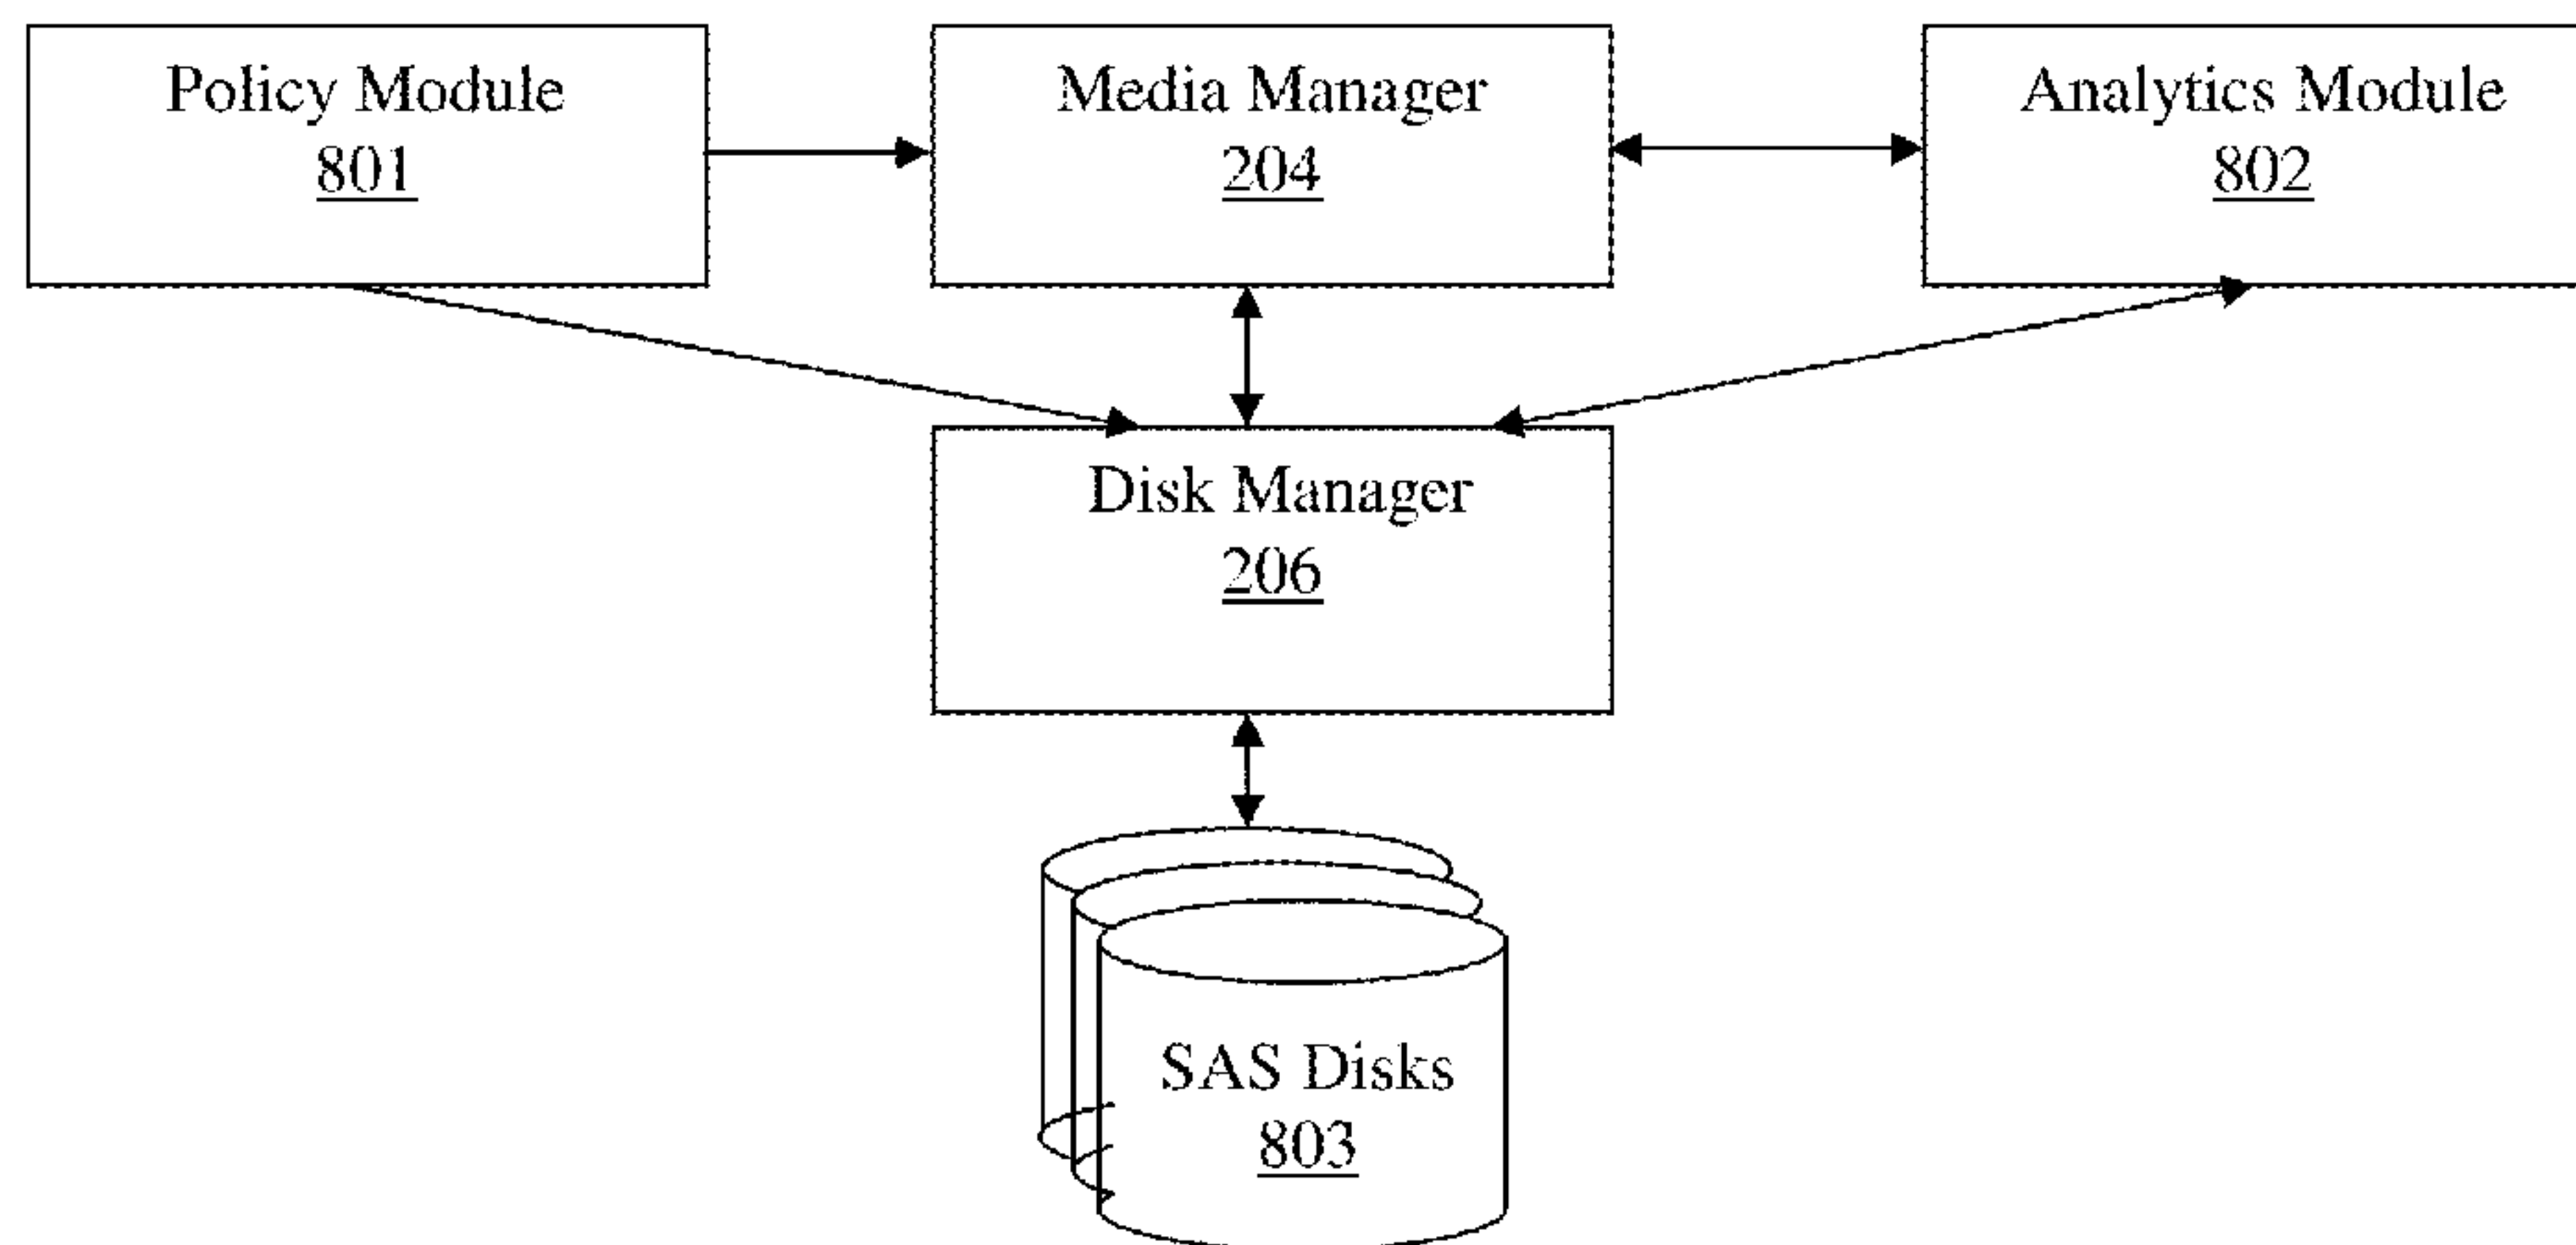 Policy Module
801
Media Manager
204
Analytics Module
802
Disk Manager
206
SAS Disks
803